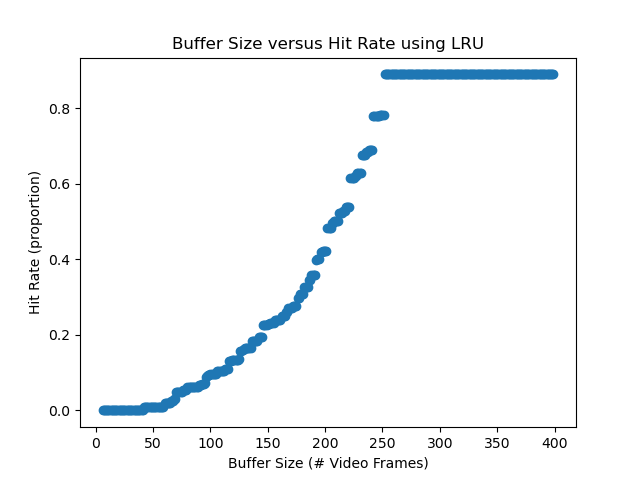 Buffer Size versus Hit Rate using LRU
Hit Rate (proportion)
0.8
0.6
0.4
0.2
0.0
0 50 100 150 200 250 300 350 400
Buffer Size (# Video Frames)